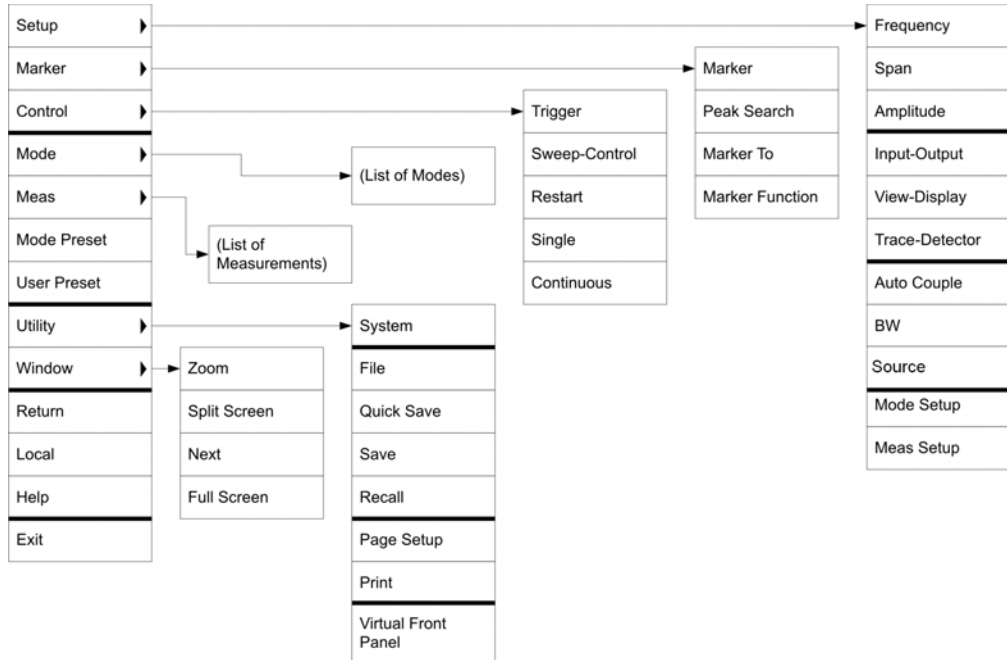 Setup
Marker
Control
Mode
Meas
Mode Preset
User Preset
Utility
Window
Return
Local
Help
Exit
(List of
Measurements)
Zoom
Split Screen
Next
Full Screen
(List of Modes)
System
File
Quick Save
Save
Recall
Page Setup
Print
Virtual Front
Panel
Trigger
Sweep-Control
Restart
Single
Continuous
Marker
Peak Search
Marker To
Marker Function
Frequency
Span
Amplitude
Input-Output
View-Display
Trace-Detector
Auto Couple
BW
Source
Mode Setup
Meas Setup